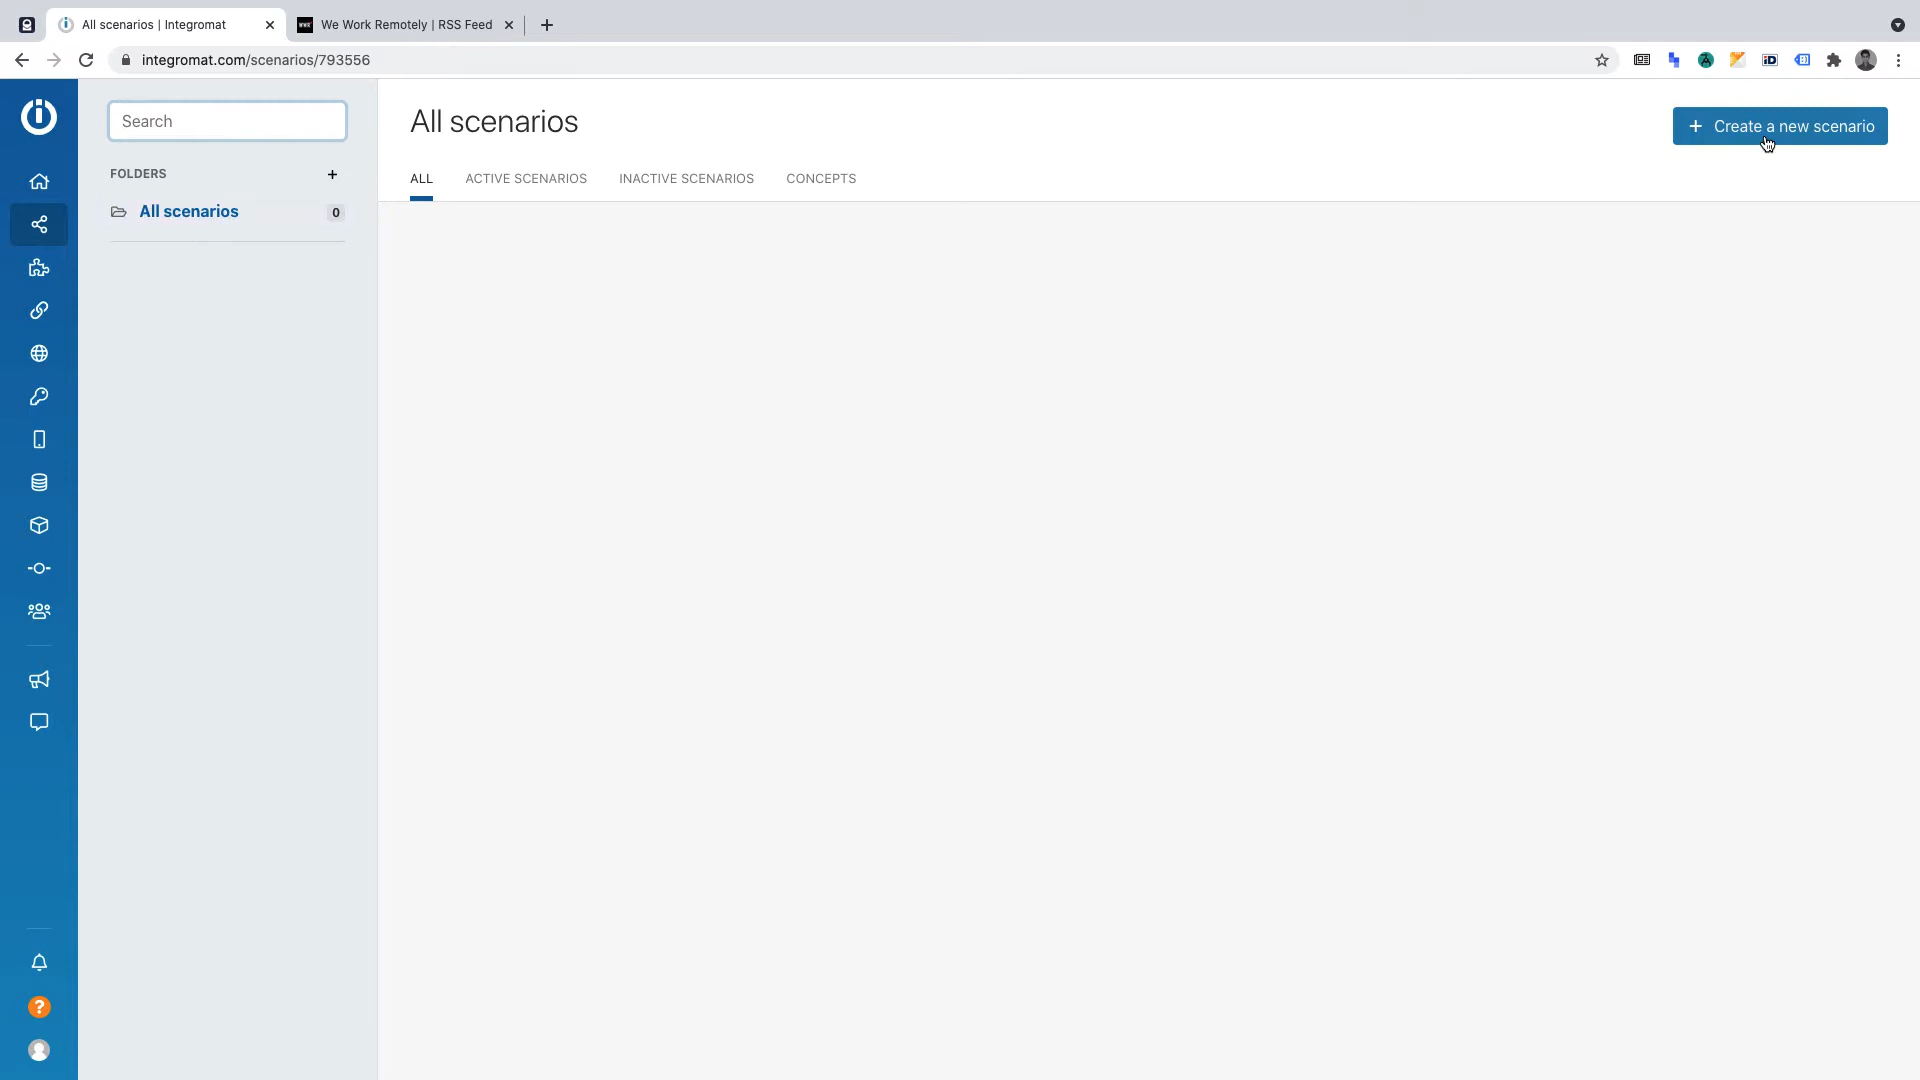 All scenarios | Integromat
We Work Remotely | RSS Feed
integromat.com/scenarios/793556
Search
All scenarios
+ Create a new scenario
FOLDERS +
ALL
ACTIVE SCENARIOS
INACTIVE SCENARIOS
CONCEPTS
All scenarios 0